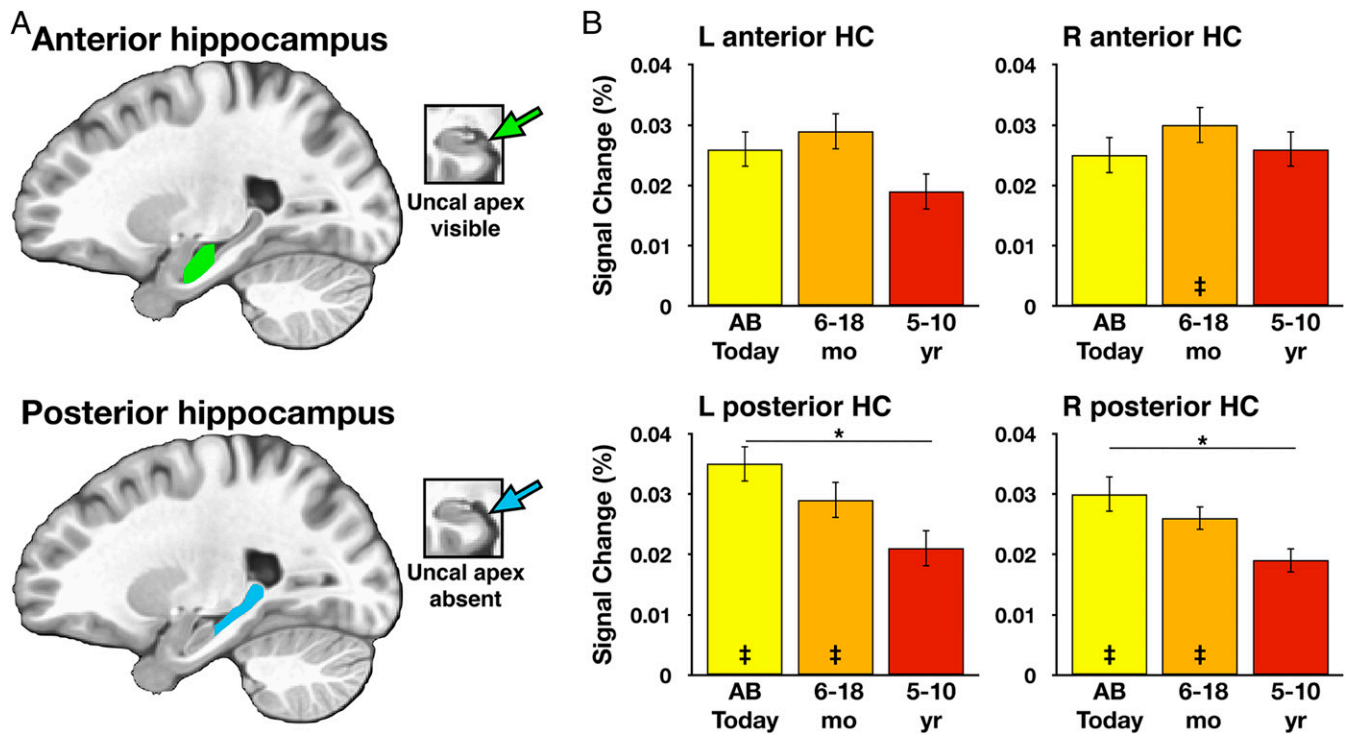 A
Anterior hippocampus
Uncal apex
visible
Posterior hippocampus
Uncal apex
absent
B
L anterior HC
Signal Change (%)
0.04
0.03
0.02
0.01
0
AB
Today
6-18
mo
5-10
yr
R anterior HC
0.04
0.03
0.02
0.01
0
‡
AB
Today
6-18
mo
5-10
yr
L posterior HC
Signal Change (%)
0.04
0.03
0.02
0.01
0
*
‡
‡
AB
Today
6-18
mo
5-10
yr
R posterior HC
0.04
0.03
0.02
0.01
0
*
‡
‡
AB
Today
6-18
mo
5-10
yr